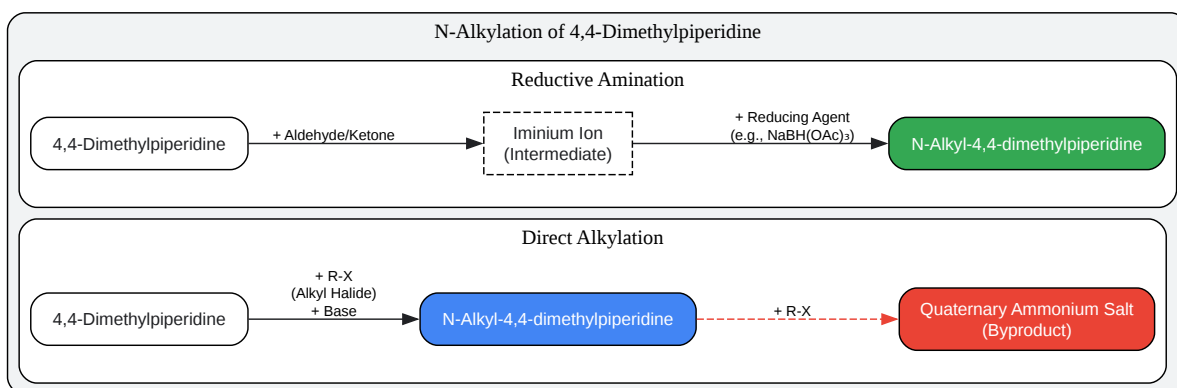 N-Alkylation of 4,4-Dimethylpiperidine
Reductive Amination
4,4-Dimethylpiperidine
+ Aldehyde/Ketone
Iminium Ion
(Intermediate)
+ Reducing Agent
(e.g., NaBH(OAc)₃)
N-Alkyl-4,4-dimethylpiperidine
Direct Alkylation
4,4-Dimethylpiperidine
+ R-X
(Alkyl Halide)
+ Base
N-Alkyl-4,4-dimethylpiperidine
+ R-X
Quaternary Ammonium Salt
(Byproduct)